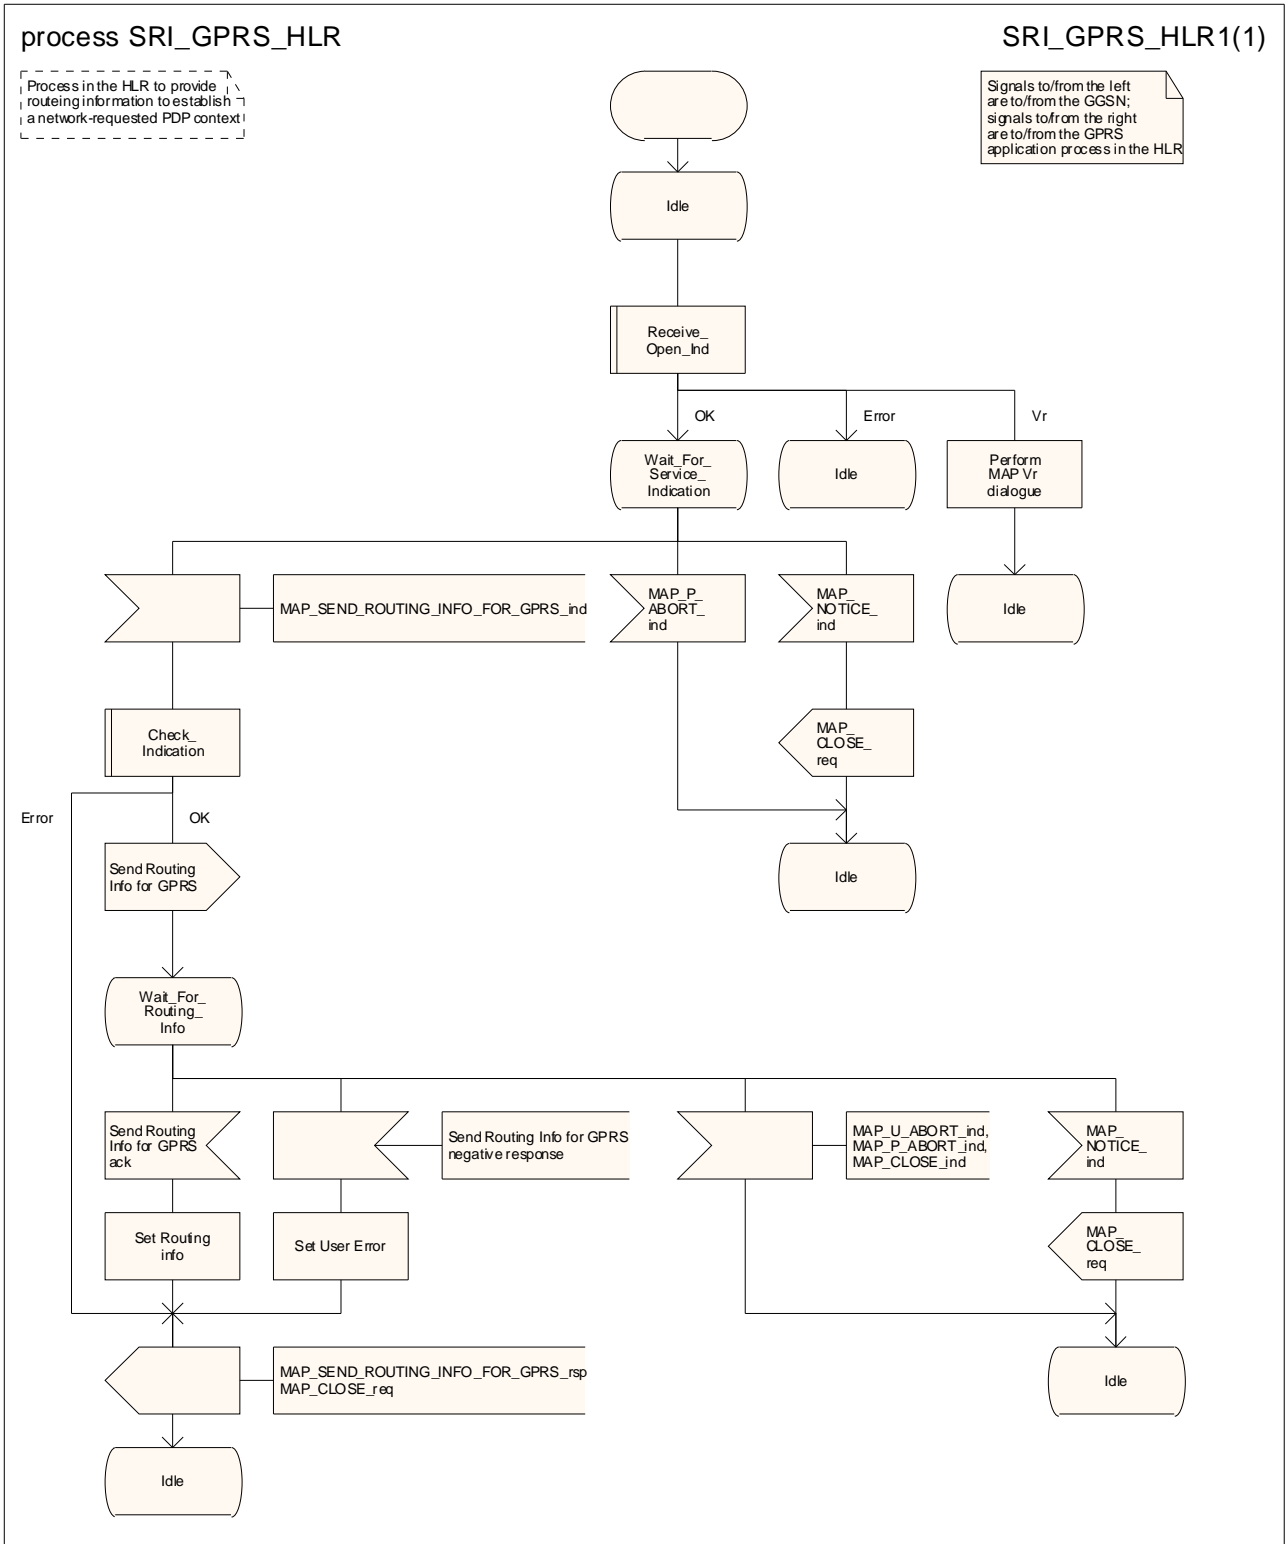 process SRI_GPRS_HLR
SRI_GPRS_HLR1(1)
Process in the HLR to provide
routeing information to establish
a network-requested PDP context
Signals to/from the left
are to/from the GGSN;
signals to/from the right
are to/from the GPRS
application process in the HLR
Idle
Receive_
Open_Ind
OK
Error
Vr
Wait_For_
Service_
Indication
Idle
Perform
MAP Vr
dialogue
MAP_SEND_ROUTING_INFO_FOR_GPRS_ind
MAP_P_
ABORT_
ind
MAP_
NOTICE_
ind
Idle
Check_
Indication
MAP_
CLOSE_
req
Error
OK
Send Routing
Info for GPRS
Idle
Wait_For_
Routing_
Info
Send Routing
Info for GPRS
ack
Send Routing Info for GPRS
negative response
MAP_U_ABORT_ind,
MAP_P_ABORT_ind,
MAP_CLOSE_ind
MAP_
NOTICE_
ind
Set Routing
info
Set User Error
MAP_
CLOSE_
req
MAP_SEND_ROUTING_INFO_FOR_GPRS_rsp
MAP_CLOSE_req
Idle
Idle